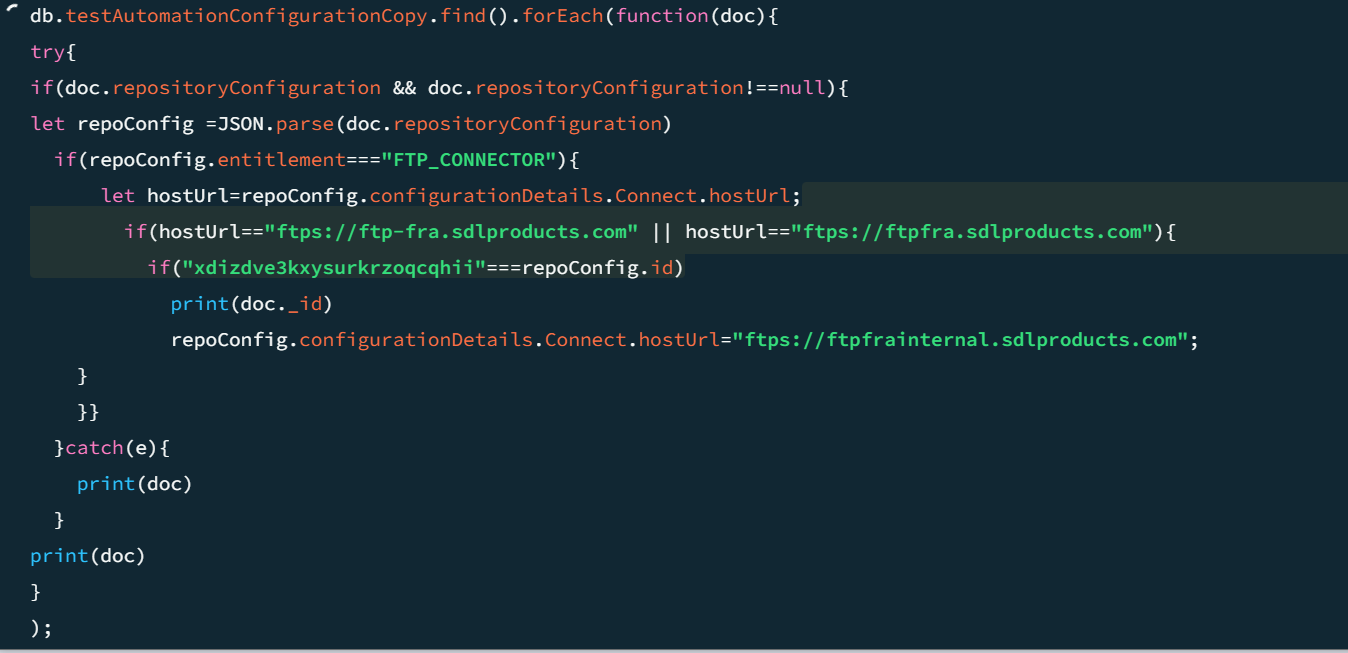 db.testAutomationConfigurationCopy.find().forEach(function(doc){
try{
if(doc.repositoryConfiguration && doc.repositoryConfiguration!==null){
let repoConfig =JSON.parse(doc.repositoryConfiguration)
  if(repoConfig.entitlement==="FTP_CONNECTOR"){
      let hostUrl=repoConfig.configurationDetails.Connect.hostUrl;
        if(hostUrl=="ftps://ftp-fra.sdlproducts.com" || hostUrl=="ftps://ftpfra.sdlproducts.com"){
          if("xdizdve3kxysurkrzoqcqhii"===repoConfig.id)
            print(doc._id)
            repoConfig.configurationDetails.Connect.hostUrl="ftps://ftpfrainternal.sdlproducts.com";
    }
    }}
  }catch(e){
    print(doc)
  }
print(doc)
}
);